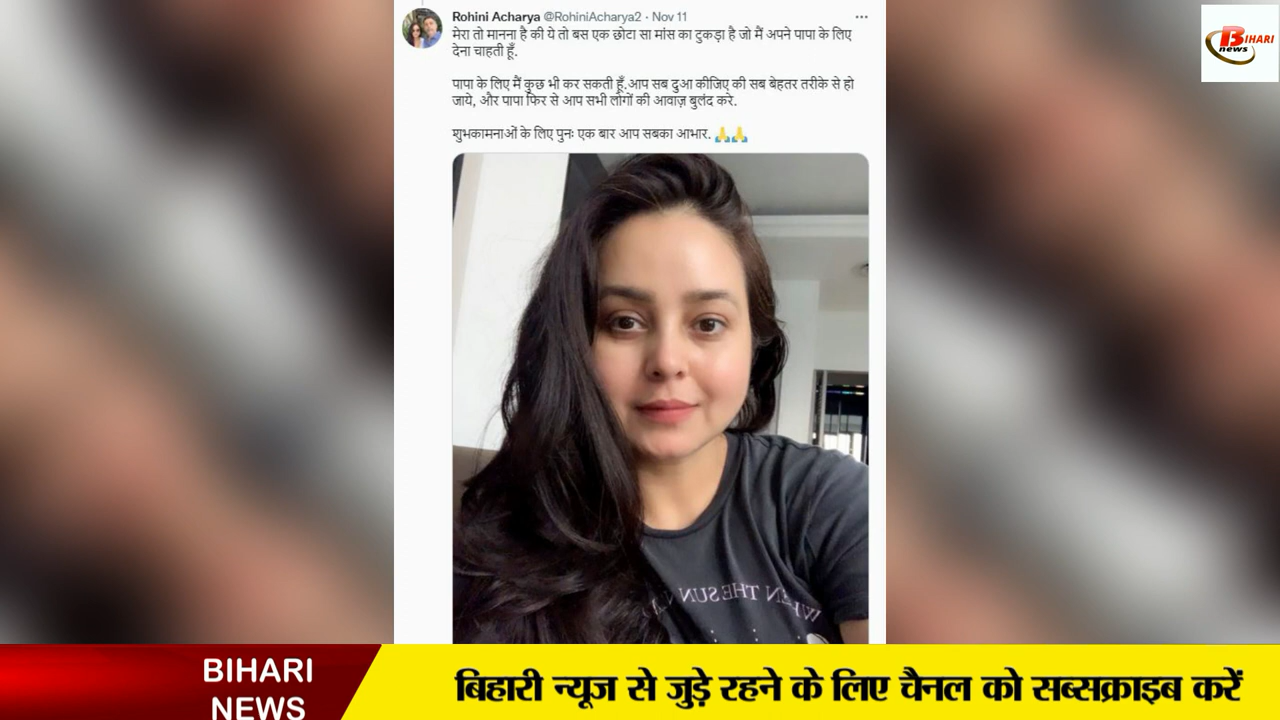 Rohini Acharya @RohiniAcharya2 · Nov 11
मेरा तो मानना है की ये तो बस एक छोटा सा मांस का टुकड़ा है जो मैं अपने पापा के लिए
देना चाहती हूँ.
पापा के लिए मैं कुछ भी कर सकती हूँ.आप सब दुआ कीजिए की सब बेहतर तरीके से हो
जाये, और पापा फिर से आप सभी लोगों की आवाज़ बुलंद करे.
शुभकामनाओं के लिए पुनः एक बार आप सबका आभार. 🙏🙏
BIHARI
news
THE SUN
BIHARI
NEWS
बिहारी न्यूज से जुड़े रहने के लिए चैनल को सब्सक्राइब करें